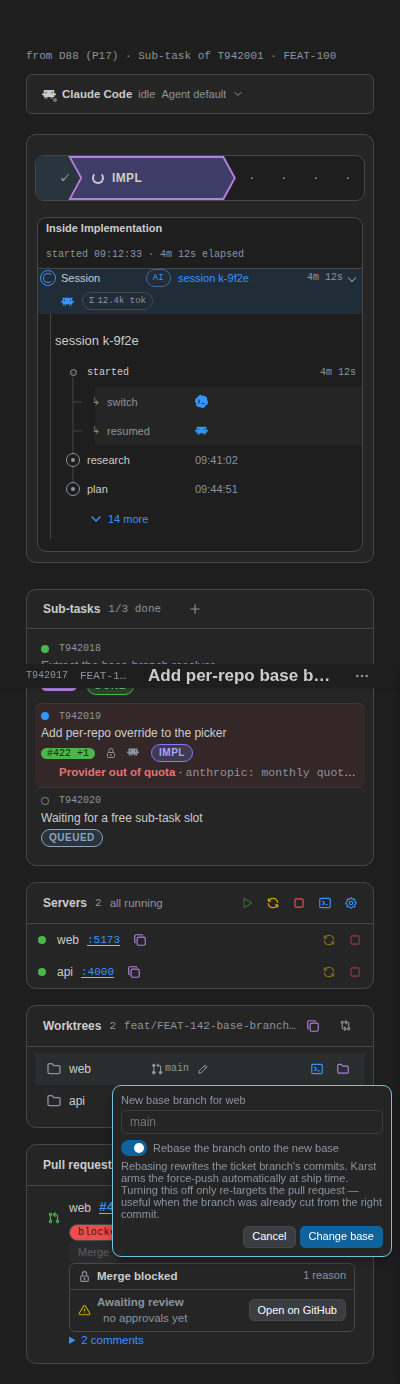 from D88 (P17) · Sub-task of T942001 · FEAT-100
Claude Code idle Agent default
IMPL
Inside Implementation
started 09:12:33 · 4m 12s elapsed
Session AI session k-9f2e 4m 12s
Σ 12.4k tok
session k-9f2e
started 4m 12s
↳ switch
↳ resumed
research 09:41:02
plan 09:44:51
14 more
Sub-tasks 1/3 done
T942018
T942017 FEAT-1… Add per-repo base b…
T942019
Add per-repo override to the picker
#422 +1 IMPL
Provider out of quota · anthropic: monthly quot…
T942020
Waiting for a free sub-task slot
QUEUED
Servers 2 all running
web :5173
api :4000
Worktrees 2 feat/FEAT-142-base-branch…
web main
api
New base branch for web
main
Rebase the branch onto the new base
Rebasing rewrites the ticket branch's commits. Karst
arms the force-push automatically at ship time.
Turning this off only re-targets the pull request —
useful when the branch was already cut from the right
commit.
Cancel Change base
Pull request
web #4
block
Merge
Merge blocked 1 reason
Awaiting review
no approvals yet
Open on GitHub
2 comments